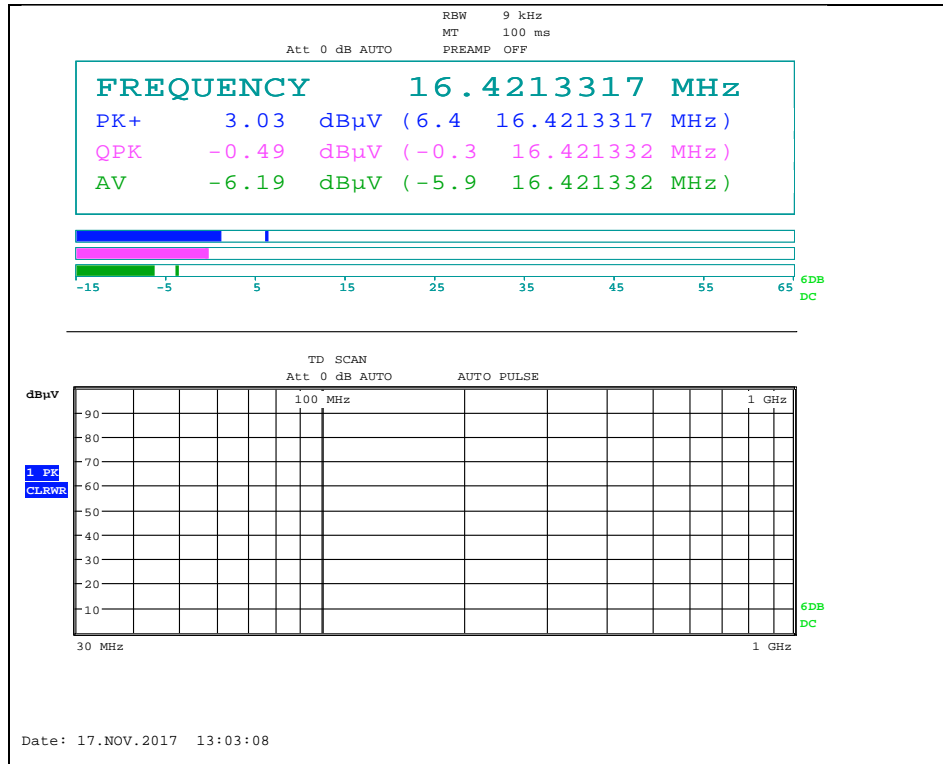 RBW 9 kHz
MT 100 ms
Att 0 dB AUTO PREAMP OFF
FREQUENCY 16.4213317 MHz
PK+ 3.03 dBµV (6.4 16.4213317 MHz)
QPK -0.49 dBµV (-0.3 16.421332 MHz)
AV -6.19 dBµV (-5.9 16.421332 MHz)
-15 -5 5 15 25 35 45 55 65
6DB
DC
TD SCAN
Att 0 dB AUTO AUTO PULSE
dBµV
100 MHz 1 GHz
90
80
70
1 PK
60
CLRWR
50
40
30
20
10
6DB
DC
30 MHz 1 GHz
Date: 17.NOV.2017 13:03:08